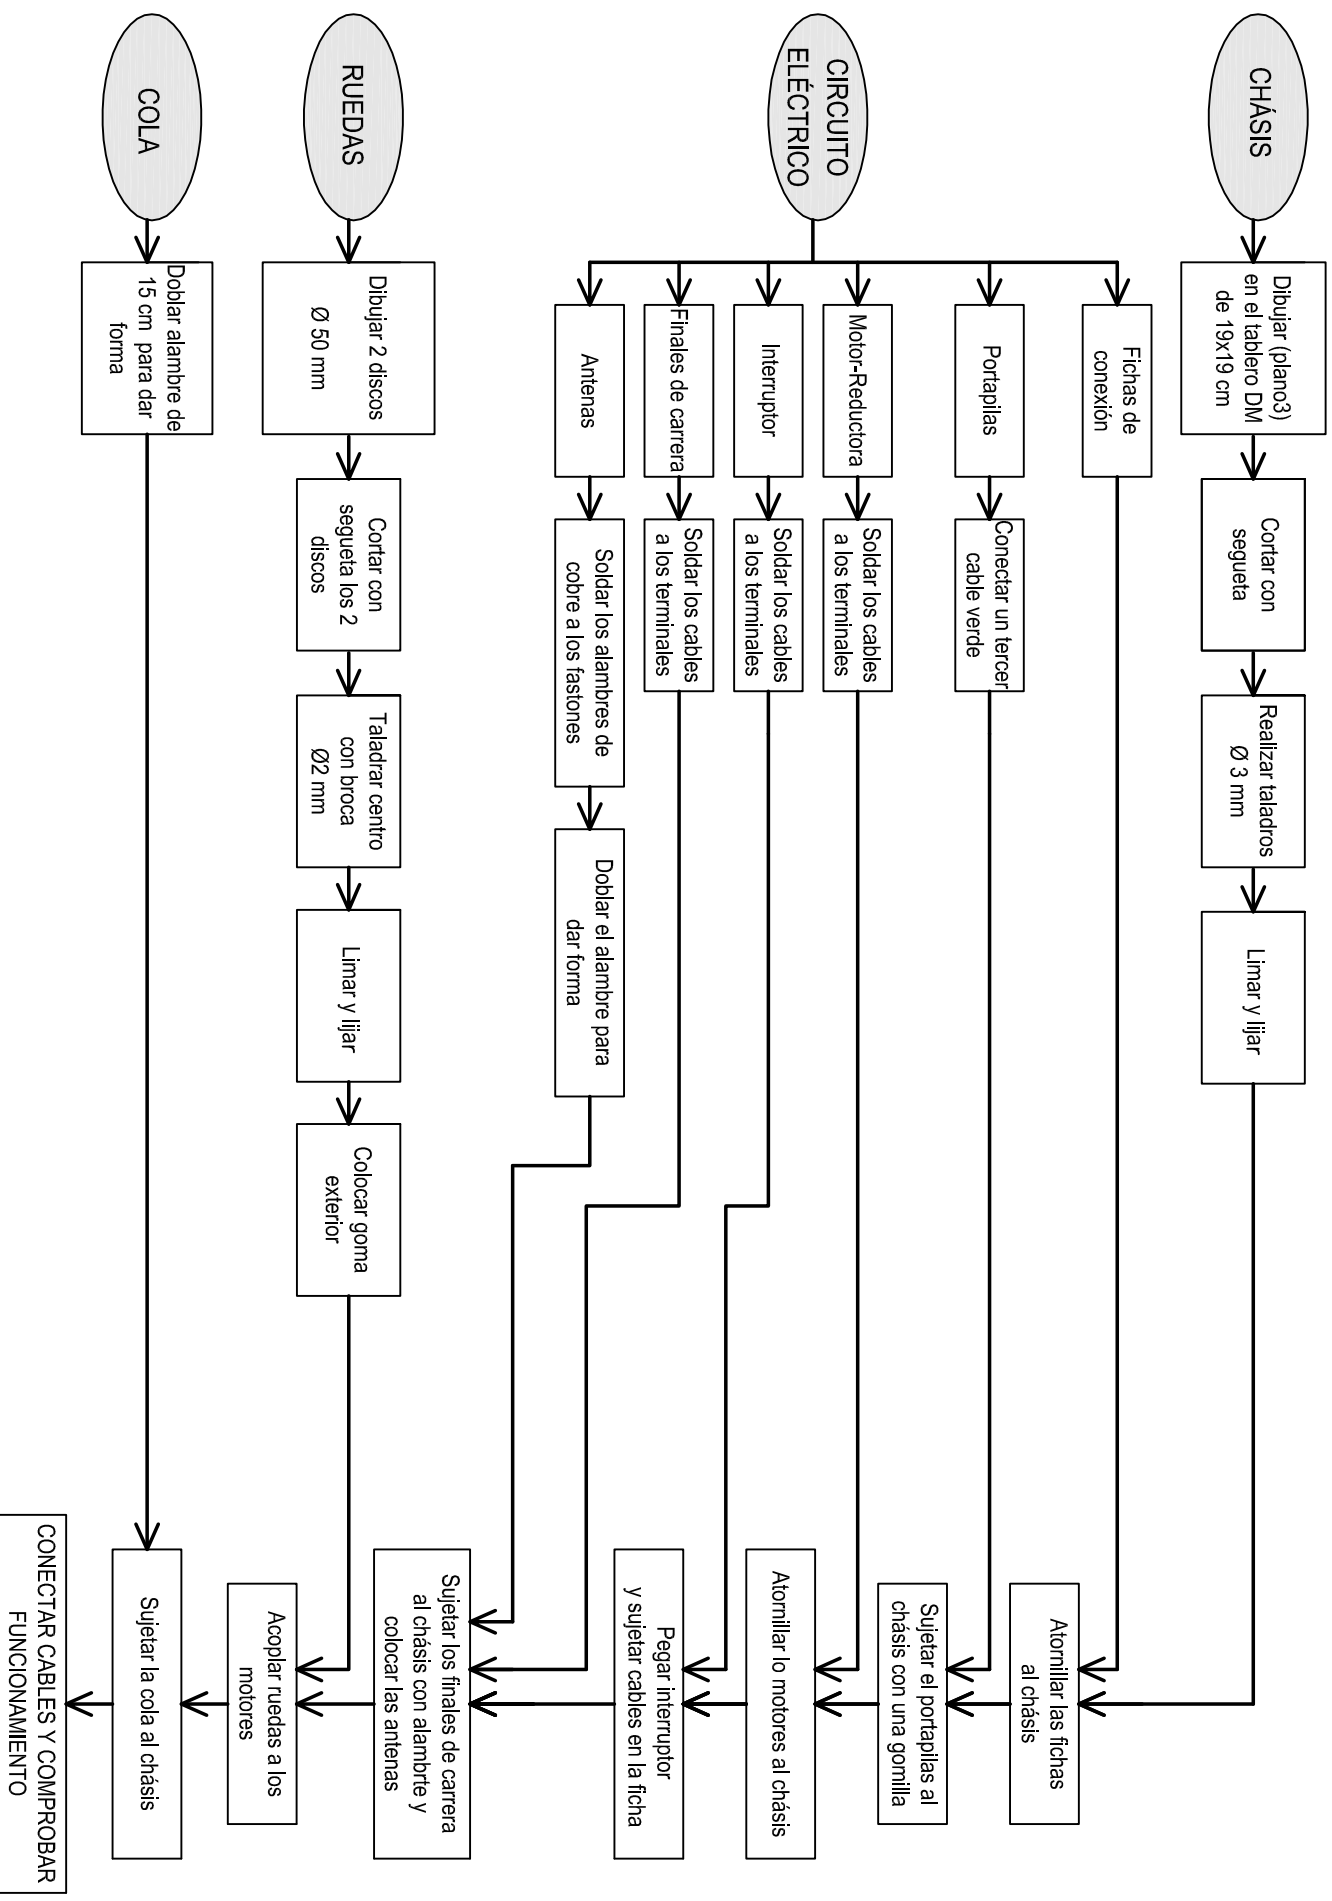 CHÁSIS
Dibujar (plano3)
en el tablero DM
de 19x19 cm
Cortar con
segueta
Realizar taladros
Ø 3 mm
Limar y lijar
CIRCUITO
ELÉCTRICO
Fichas de
conexión
Atornillar las fichas
al chásis
Portapilas
Conectar un tercer
cable verde
Sujetar el portapilas al
chásis con una gomilla
Motor-Reductora
Soldar los cables
a los terminales
Atornillar lo motores al chásis
Interruptor
Soldar los cables
a los terminales
Pegar interruptor
y sujetar cables en la ficha
Finales de carrera
Soldar los cables
a los terminales
Antenas
Soldar los alambres de
cobre a los fastones
Doblar el alambre para
dar forma
Sujetar los finales de carrera
al chásis con alambrte y
colocar las antenas
RUEDAS
Dibujar 2 discos
Ø 50 mm
Cortar con
segueta los 2
discos
Taladrar centro
con broca
Ø2 mm
Limar y lijar
Colocar goma
exterior
Acoplar ruedas a los
motores
COLA
Doblar alambre de
15 cm para dar
forma
Sujetar la cola al chásis
CONECTAR CABLES Y COMPROBAR
FUNCIONAMIENTO